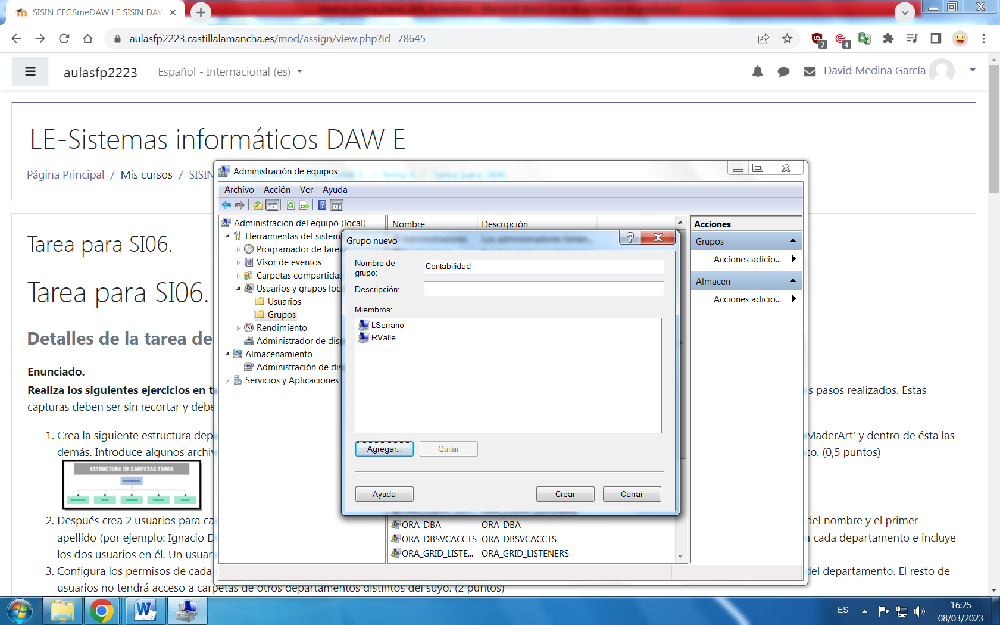 SISIN CFGSmeDAW LE SISIN DAW
aulasfp2223.castillalamancha.es/mod/assign/view.php?id=78645
7
4
aulasfp2223
Español - Internacional (es)
David Medina García
LE-Sistemas informáticos DAW E
Página Principal / Mis cursos / SISIN
Tarea para SI06.
Tarea para SI06.
Detalles de la tarea de
Enunciado.
Realiza los siguientes ejercicios en t
s pasos realizados. Estas
capturas deben ser sin recortar y debe
1. Crea la siguiente estructura dep
MaderArt' y dentro de ésta las
demás. Introduce algunos archiv
co. (0,5 puntos)
ESTRUCTURA DE CARPETAS TAREA
2. Después crea 2 usuarios para ca
del nombre y el primer
apellido (por ejemplo: Ignacio D
a cada departamento e incluye
los dos usuarios en él. Un usuar
3. Configura los permisos de cada
del departamento. El resto de
usuarios no tendrá acceso a carpetas de otros departamentos distintos del suyo. (2 puntos)
Administración de equipos
Archivo Acción Ver Ayuda
Administración del equipo (local)
Herramientas del sistem
Programador de tarea
Visor de eventos
Carpetas compartidas
Usuarios y grupos loc
Usuarios
Grupos
Rendimiento
Administrador de disp
Almacenamiento
Administración de dis
Servicios y Aplicaciones
Nombre Descripción
ORA_DBA ORA_DBA
ORA_DBSVCACCTS ORA_DBSVCACCTS
ORA_GRID_LISTE... ORA_GRID_LISTENERS
Acciones
Grupos
Acciones adicio...
Almacen
Acciones adicio...
Grupo nuevo
Nombre de grupo: Contabilidad
Descripción:
Miembros:
LSerrano
RValle
Agregar... Quitar
Ayuda Crear Cerrar
ES
16:25
08/03/2023